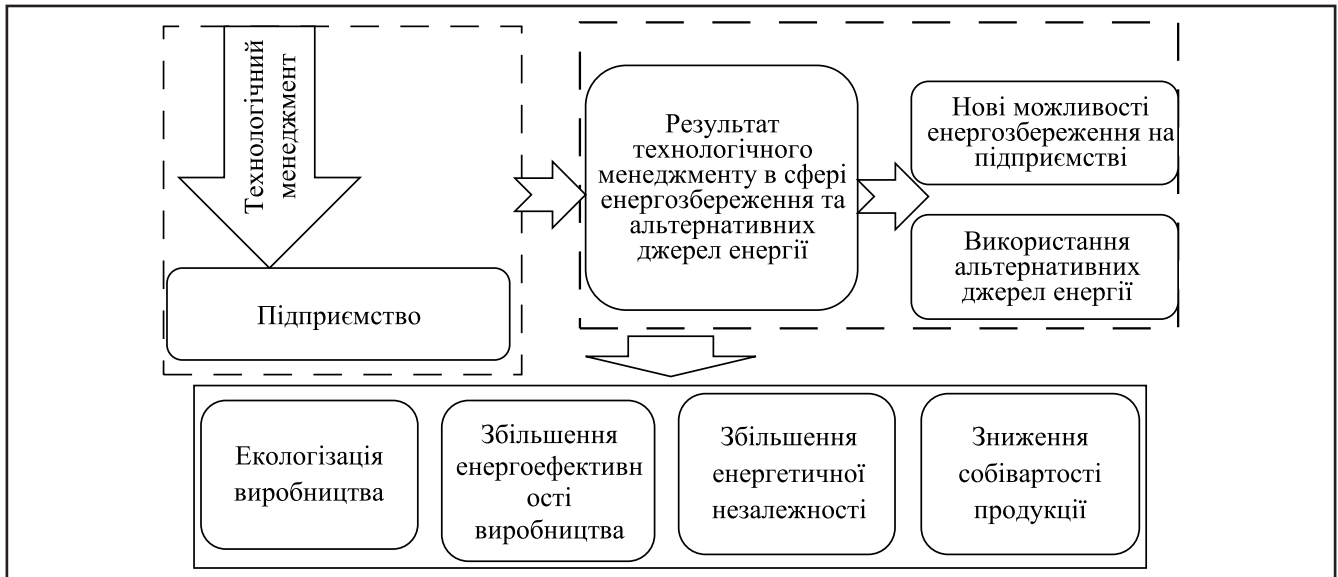 Технологічний
менеджмент
Підприємство
Результат
технологічного
менеджменту в сфері
енергозбереження та
альтернативних
джерел енергії
Нові можливості
енергозбереження на
підприємстві
Використання
альтернативних
джерел енергії
Екологізація
виробництва
Збільшення
енергоефективн
ості
виробництва
Збільшення
енергетичної
незалежності
Зниження
собівартості
продукції